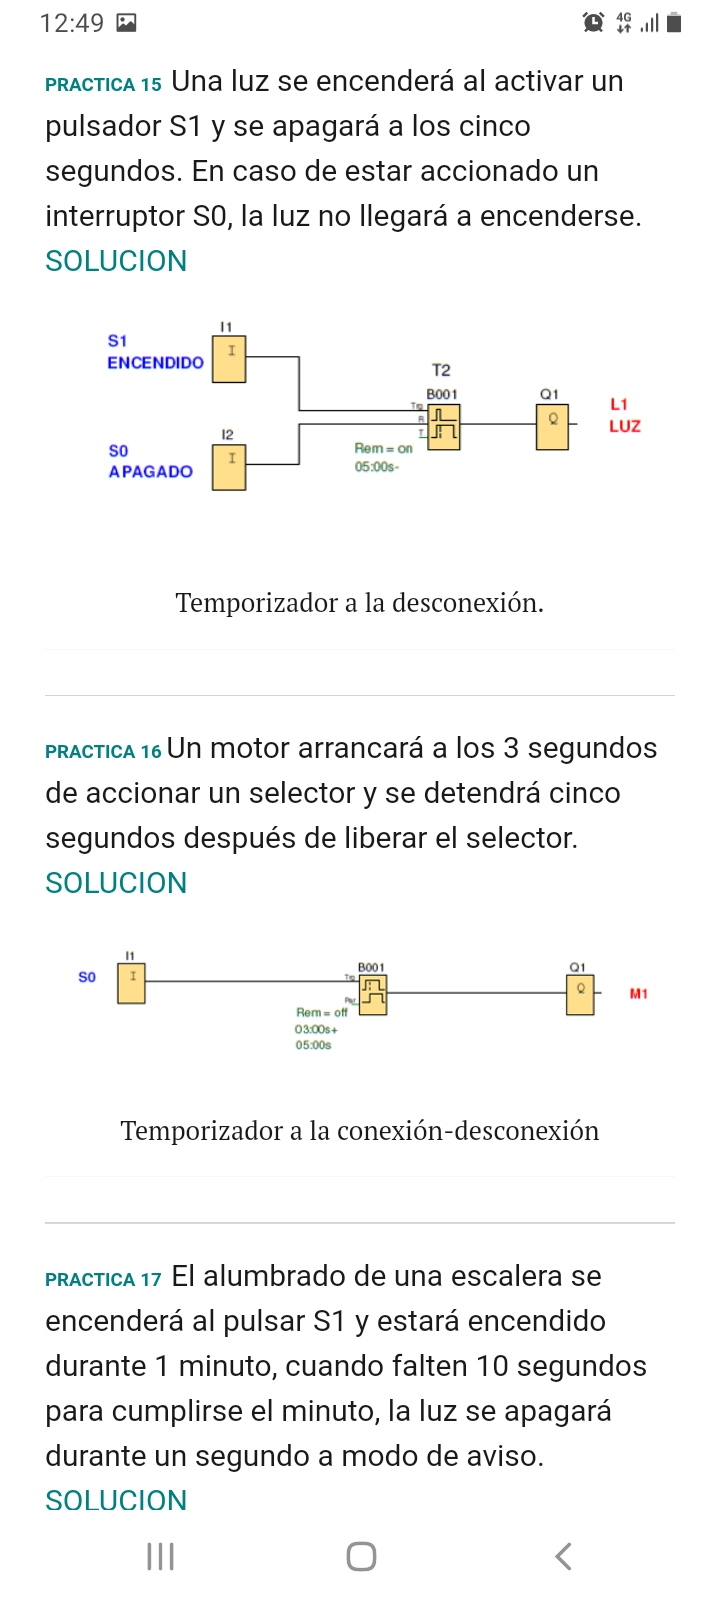 12:49
4G
PRACTICA 15 Una luz se encenderá al activar un
pulsador S1 y se apagará a los cinco
segundos. En caso de estar accionado un
interruptor S0, la luz no llegará a encenderse.
SOLUCION
I1
S1
ENCENDIDO
I
T2
B001
Trg
R
T
Q1
Q
L1
LUZ
I2
S0
APAGADO
I
Rem = on
05:00s-
Temporizador a la desconexión.
PRACTICA 16 Un motor arrancará a los 3 segundos
de accionar un selector y se detendrá cinco
segundos después de liberar el selector.
SOLUCION
I1
S0
I
B001
Trg
Par
Q1
Q
M1
Rem = off
03:00s+
05:00s
Temporizador a la conexión-desconexión
PRACTICA 17 El alumbrado de una escalera se
encenderá al pulsar S1 y estará encendido
durante 1 minuto, cuando falten 10 segundos
para cumplirse el minuto, la luz se apagará
durante un segundo a modo de aviso.
SOLUCION